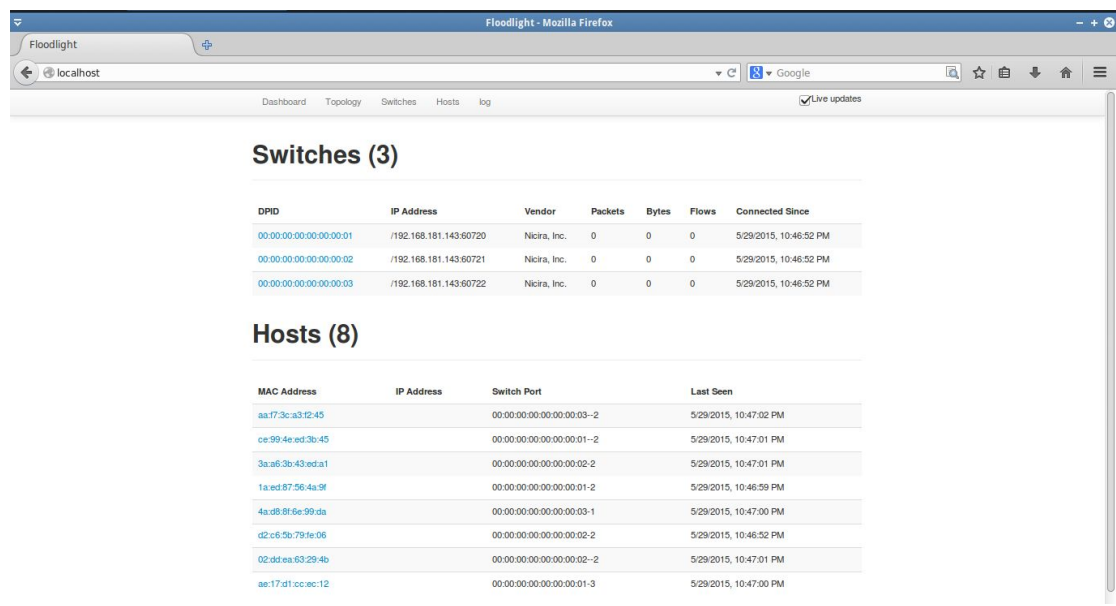 Floodlight - Mozilla Firefox
Floodlight
localhost
Google
Dashboard Topology Switches Hosts log
Live updates
Switches (3)
DPID IP Address Vendor Packets Bytes Flows Connected Since
00:00:00:00:00:00:00:01 /192.168.181.143:60720 Nicira, Inc. 0 0 0 5/29/2015, 10:46:52 PM
00:00:00:00:00:00:00:02 /192.168.181.143:60721 Nicira, Inc. 0 0 0 5/29/2015, 10:46:52 PM
00:00:00:00:00:00:00:03 /192.168.181.143:60722 Nicira, Inc. 0 0 0 5/29/2015, 10:46:52 PM
Hosts (8)
MAC Address IP Address Switch Port Last Seen
aa:f7:3c:a3:f2:45 00:00:00:00:00:00:00:03--2 5/29/2015, 10:47:02 PM
ce:99:4e:ed:3b:45 00:00:00:00:00:00:00:01--2 5/29/2015, 10:47:01 PM
3a:a6:3b:43:ed:a1 00:00:00:00:00:00:00:02-2 5/29/2015, 10:47:01 PM
1a:ed:87:56:4a:9f 00:00:00:00:00:00:00:01-2 5/29/2015, 10:46:59 PM
4a:d8:8f:6e:99:da 00:00:00:00:00:00:00:03-1 5/29/2015, 10:47:00 PM
d2:c6:5b:79:fe:06 00:00:00:00:00:00:00:02-2 5/29/2015, 10:46:52 PM
02:dd:ea:63:29:4b 00:00:00:00:00:00:00:02--2 5/29/2015, 10:47:01 PM
ae:17:d1:cc:ec:12 00:00:00:00:00:00:00:01-3 5/29/2015, 10:47:00 PM